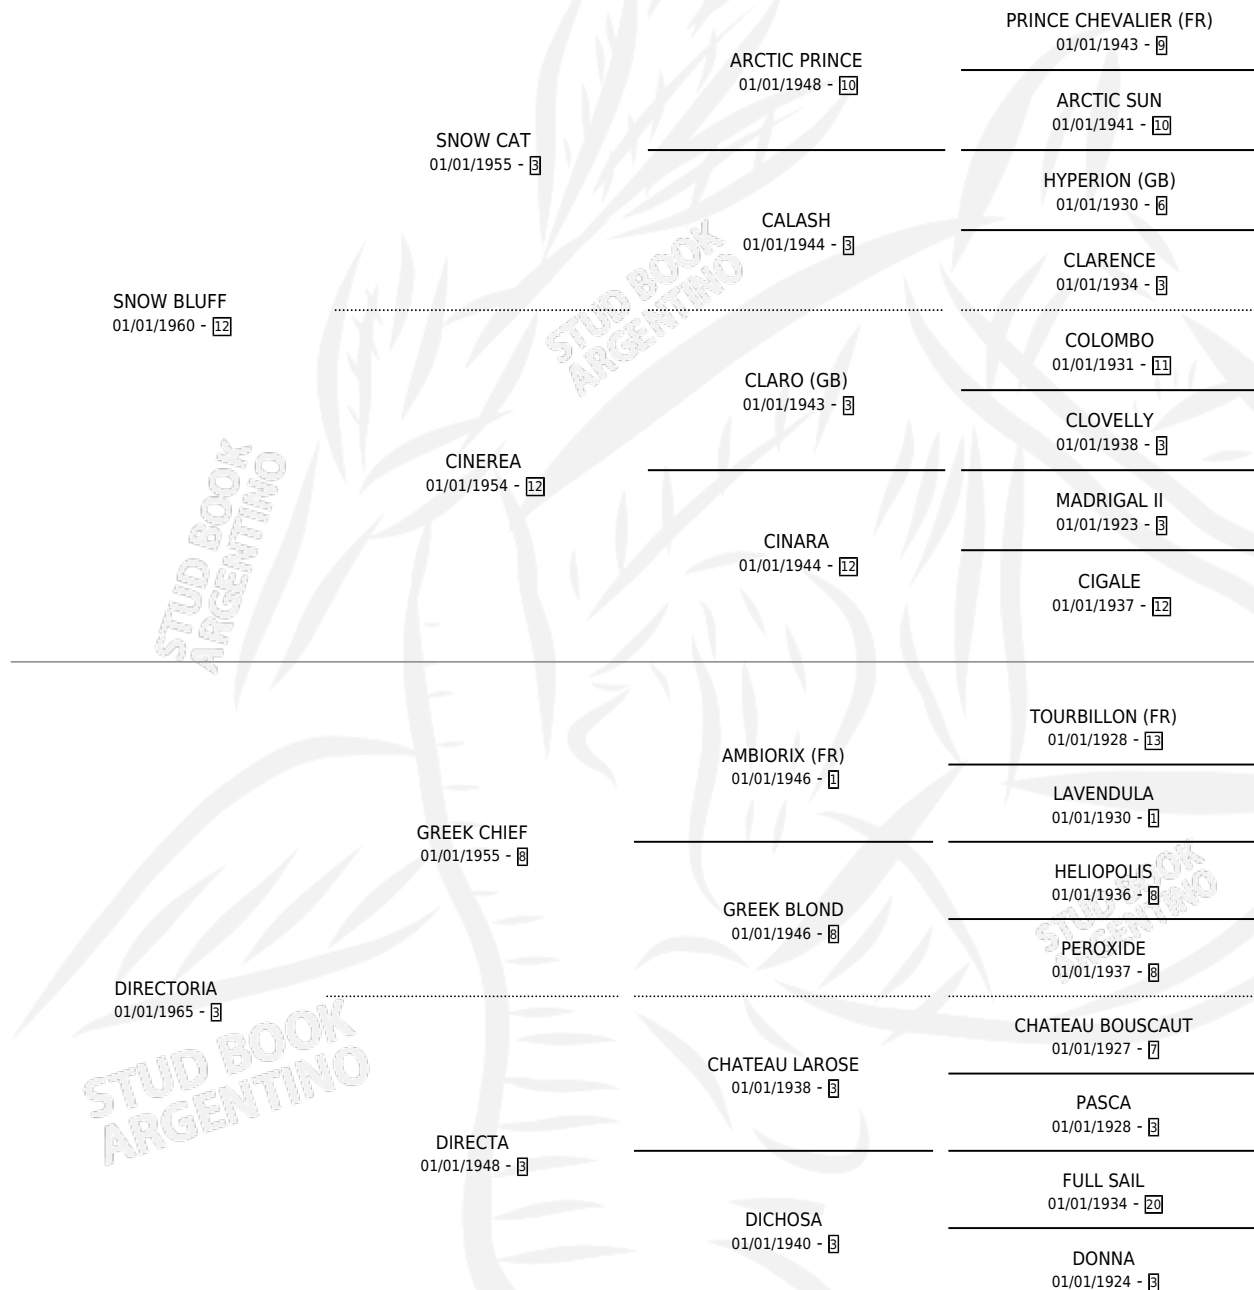 PRINCE CHEVALIER (FR)
01/01/1943 - 9
ARCTIC PRINCE
01/01/1948 - 10
ARCTIC SUN
01/01/1941 - 10
SNOW CAT
01/01/1955 - 3
HYPERION (GB)
01/01/1930 - 6
CALASH
01/01/1944 - 3
CLARENCE
01/01/1934 - 3
SNOW BLUFF
01/01/1960 - 12
STUD BOOK
ARGENTINO
COLOMBO
01/01/1931 - 11
CLARO (GB)
01/01/1943 - 3
CLOVELLY
01/01/1938 - 3
CINEREA
01/01/1954 - 12
MADRIGAL II
01/01/1923 - 3
CINARA
01/01/1944 - 12
CIGALE
01/01/1937 - 12
STUD BOOK
ARGENTINO
TOURBILLON (FR)
01/01/1928 - 13
AMBIORIX (FR)
01/01/1946 - 1
LAVENDULA
01/01/1930 - 1
GREEK CHIEF
01/01/1955 - 8
HELIOPOLIS
01/01/1936 - 8
GREEK BLOND
01/01/1946 - 8
STUD BOOK
ARGENTINO
PEROXIDE
01/01/1937 - 8
DIRECTORIA
01/01/1965 - 3
CHATEAU BOUSCAUT
01/01/1927 - 7
CHATEAU LAROSE
01/01/1938 - 3
STUD BOOK
ARGENTINO
PASCA
01/01/1928 - 3
DIRECTA
01/01/1948 - 3
FULL SAIL
01/01/1934 - 20
DICHOSA
01/01/1940 - 3
DONNA
01/01/1924 - 3